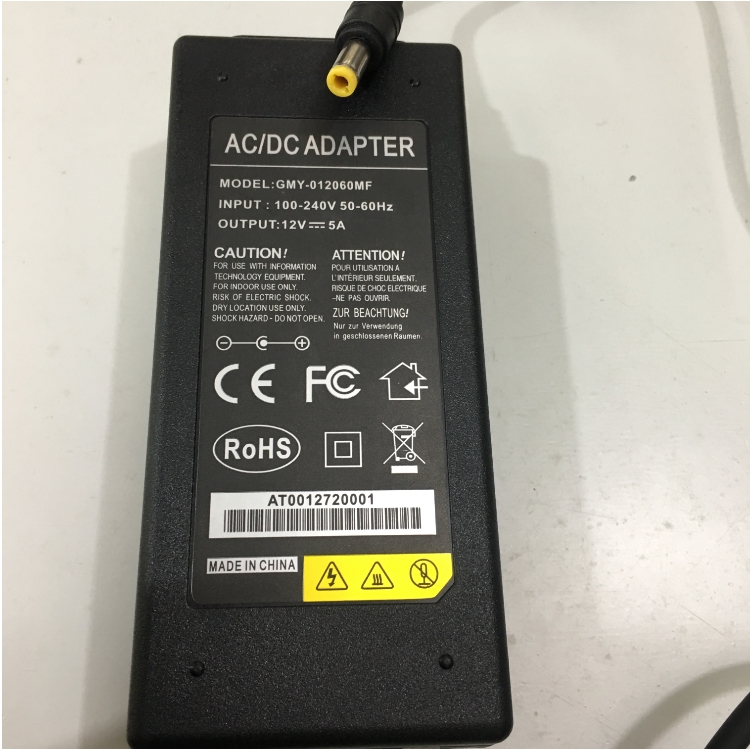 AC/DC ADAPTER
MODEL:GMY-012060MF
INPUT : 100-240V 50-60Hz
OUTPUT:12V⎓5A
CAUTION!
FOR USE WITH INFORMATION
TECHNOLOGY EQUIPMENT.
FOR INDOOR USE ONLY.
RISK OF ELECTRIC SHOCK.
DRY LOCATION USE ONLY.
SHOCK HAZARD - DO NOT OPEN.
ATTENTION!
POUR UTILISATION A
L'INTÉRIEUR SEULEMENT.
RISQUE DE CHOC ELECTRIQUE
-NE PAS OUVRIR.
ZUR BEACHTUNG!
Nur zur Verwendung
in geschlossenen Raumen.
CE FCC
RoHS
AT0012720001
MADE IN CHINA